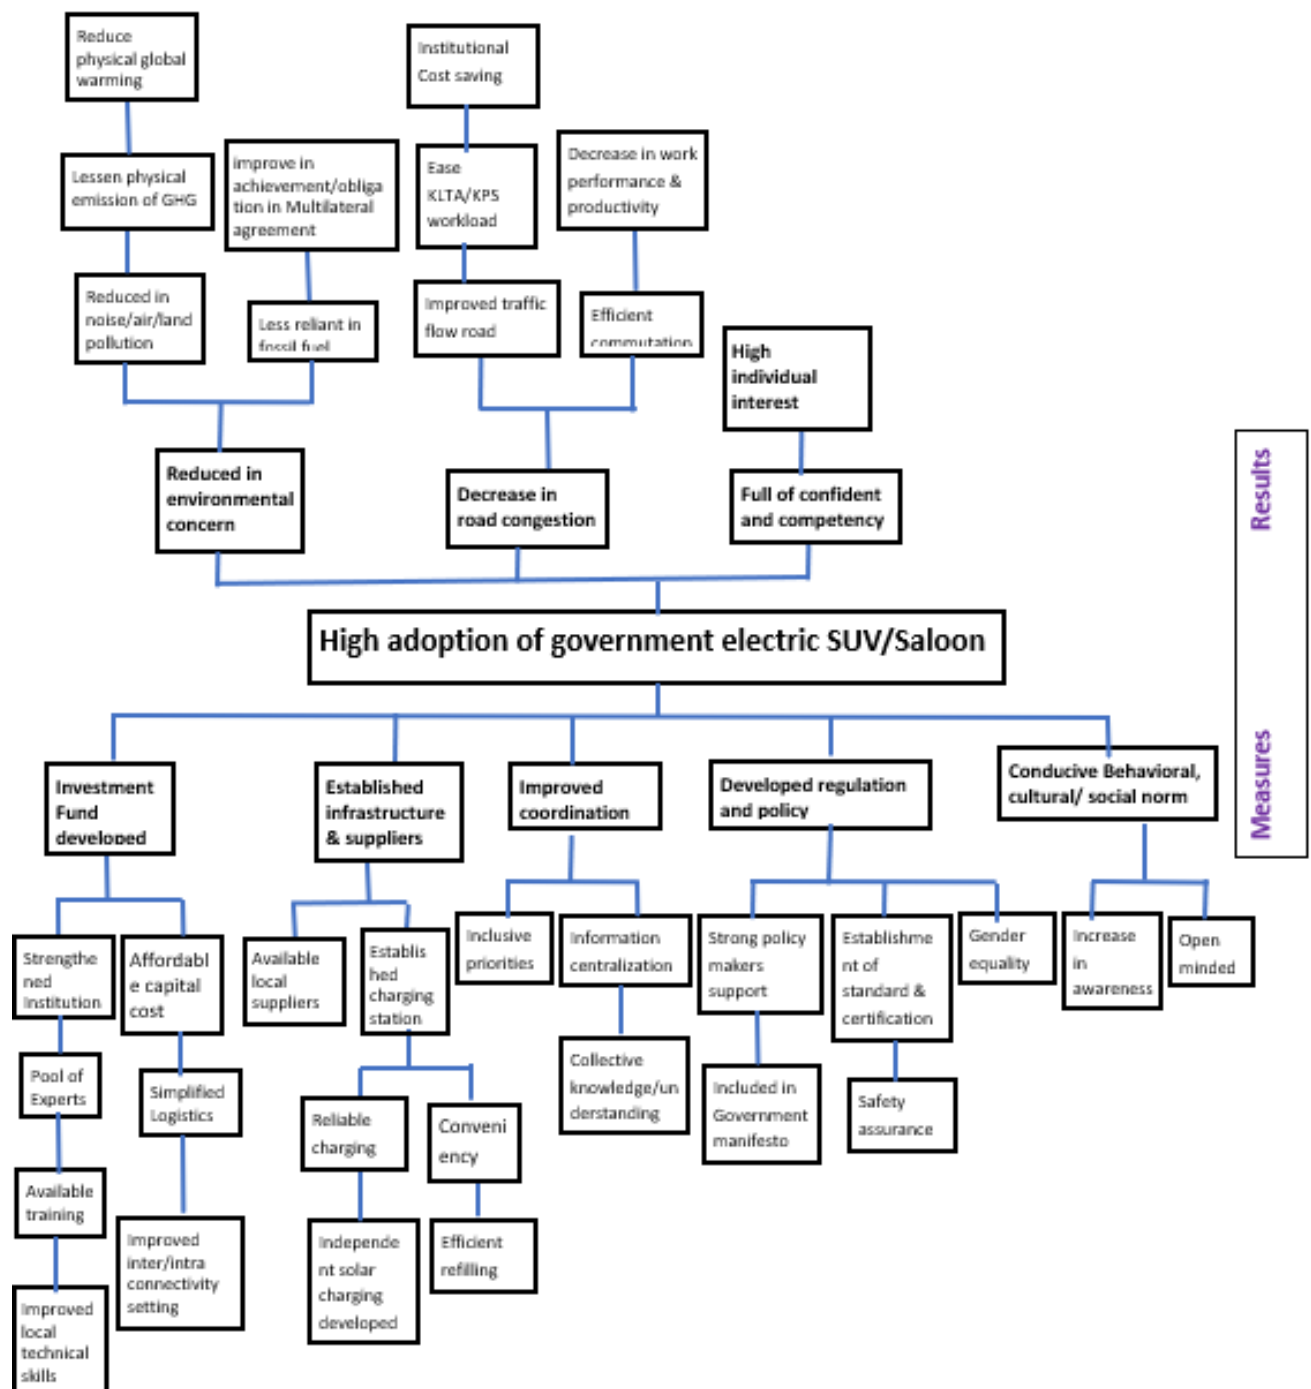 Reduce
physical global
warming
Institutional
Cost saving
Lessen physical
emission of GHG
improve in
achievement/obliga
tion in Multilateral
agreement
Ease
KLTA/KPS
workload
Decrease in work
performance &
productivity
Reduced in
noise/air/land
pollution
Less reliant in
fossil fuel
Improved traffic
flow road
Efficient
commutation
High
individual
interest
Reduced in
environmental
concern
Decrease in
road congestion
Full of confident
and competency
Results
High adoption of government electric SUV/Saloon
Measures
Investment
Fund
developed
Established
infrastructure
& suppliers
Improved
coordination
Developed regulation
and policy
Conducive Behavioral,
cultural/ social norm
Strengthe
ned
Institution
Affordabl
e capital
cost
Available
local
suppliers
Establis
hed
charging
station
Inclusive
priorities
Information
centralization
Strong policy
makers
support
Establishme
nt of
standard &
certification
Gender
equality
Increase
in
awareness
Open
minded
Pool of
Experts
Simplified
Logistics
Reliable
charging
Conveni
ency
Collective
knowledge/un
derstanding
Included in
Government
manifesto
Safety
assurance
Available
training
Improved
inter/intra
connectivity
setting
Independe
nt solar
charging
developed
Efficient
refilling
Improved
local
technical
skills